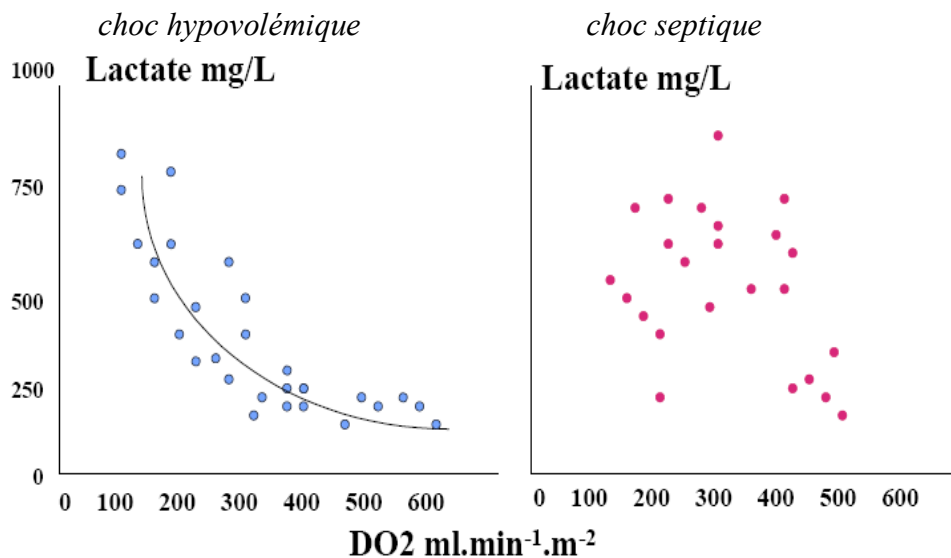 choc hypovolémique
choc septique
Lactate mg/L
Lactate mg/L
1000
750
500
250
0
0 100 200 300 400 500 600
0 100 200 300 400 500 600
DO2 ml.min⁻¹.m⁻²